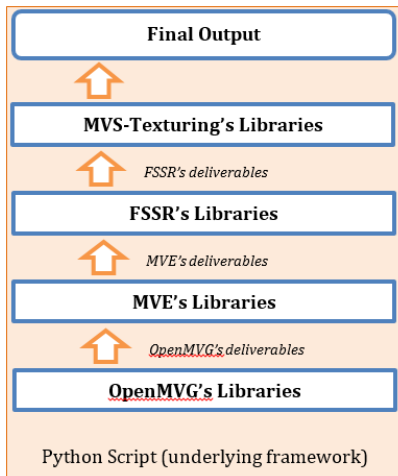 Final Output
MVS-Texturing's Libraries
FSSR's deliverables
FSSR's Libraries
MVE's deliverables
MVE's Libraries
OpenMVG's deliverables
OpenMVG's Libraries
Python Script (underlying framework)